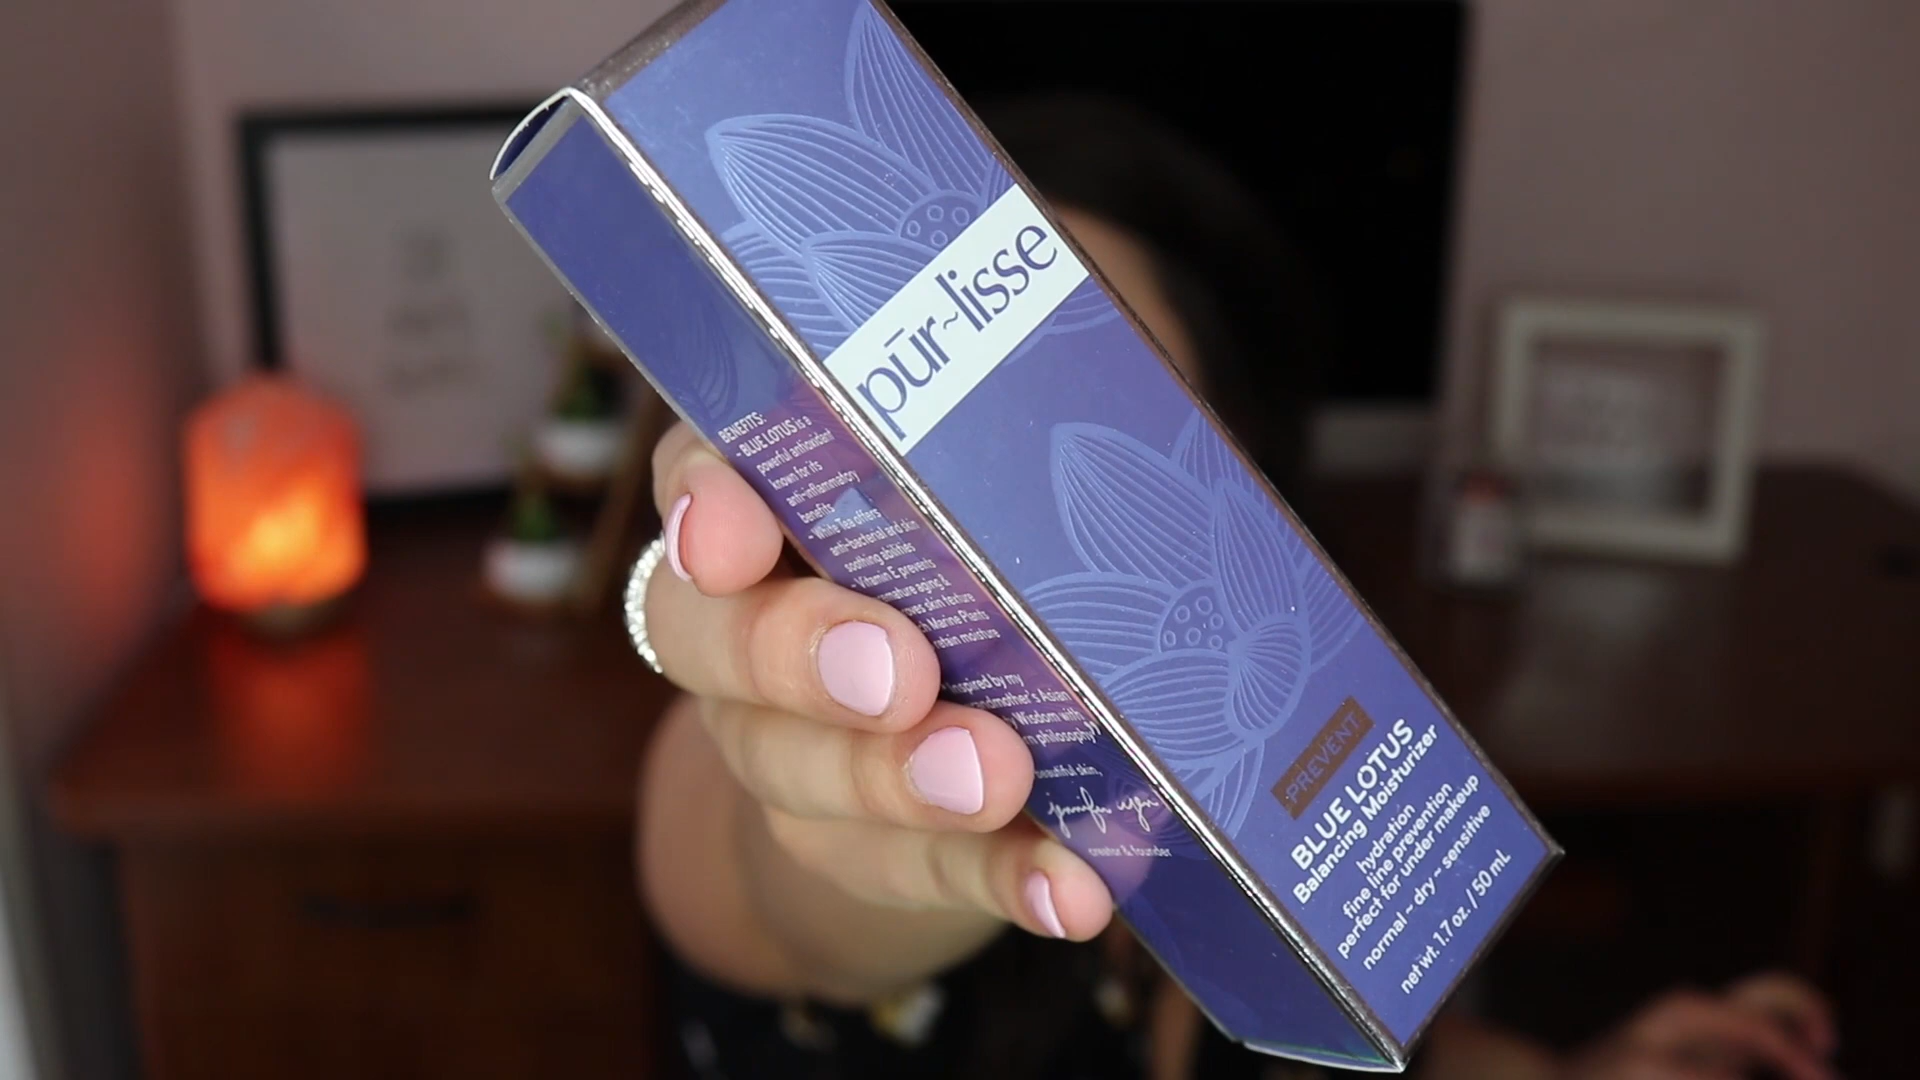 pūr~lisse
PREVENT
BLUE LOTUS
Balancing Moisturizer
hydration
fine line prevention
perfect for under makeup
normal ~ dry ~ sensitive
net wt. 1.7 oz. / 50 mL
BENEFITS:
- BLUE LOTUS is a
powerful antioxidant
known for its
anti-inflammatory
benefits
- White Tea offers
anti-bacterial and skin
soothing abilities
- Vitamin E prevents
aging &
skin texture
Marine Plants
moisture
inspired by my
Asian
Wisdom with
philosophy"
skin,
creator & founder